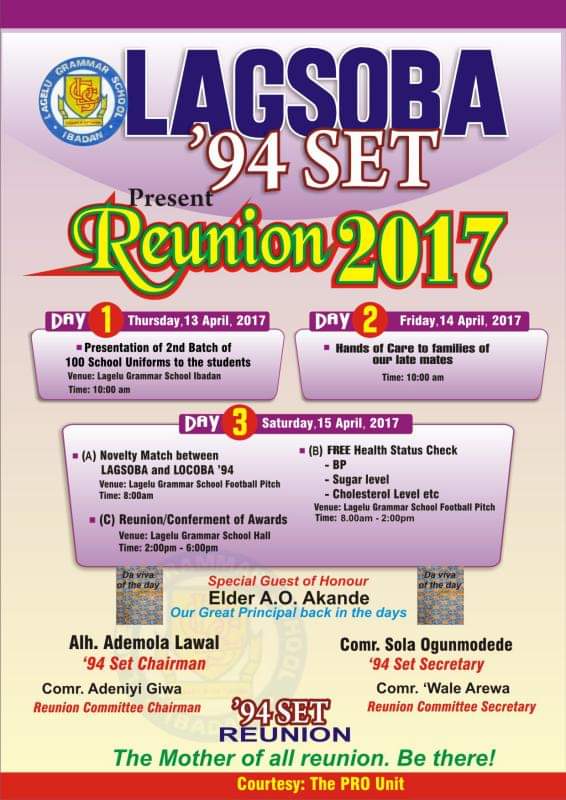 LAGELU GRAMMAR SCHOOL
IBADAN
LAGSOBA
'94 SET
Present
Reunion 2017
DAY 1 Thursday,13 April, 2017
Presentation of 2nd Batch of
100 School Uniforms to the students
Venue: Lagelu Grammar School Ibadan
Time: 10:00 am
DAY 2 Friday,14 April, 2017
Hands of Care to families of
our late mates
Time: 10:00 am
DAY 3 Saturday,15 April, 2017
(A) Novelty Match between
LAGSOBA and LOCOBA '94
Venue: Lagelu Grammar School Football Pitch
Time: 8:00am
(B) FREE Health Status Check
- BP
- Sugar level
- Cholesterol Level etc
Venue: Lagelu Grammar School Football Pitch
Time: 8.00am - 2:00pm
(C) Reunion/Conferment of Awards
Venue: Lagelu Grammar School Hall
Time: 2:00pm - 6:00pm
Da viva
of the day
Special Guest of Honour
Elder A.O. Akande
Our Great Principal back in the days
Da viva
of the day
Alh. Ademola Lawal
'94 Set Chairman
Comr. Sola Ogunmodede
'94 Set Secretary
Comr. Adeniyi Giwa
Reunion Committee Chairman
Comr. 'Wale Arewa
Reunion Committee Secretary
'94 SET
REUNION
The Mother of all reunion. Be there!
Courtesy: The PRO Unit